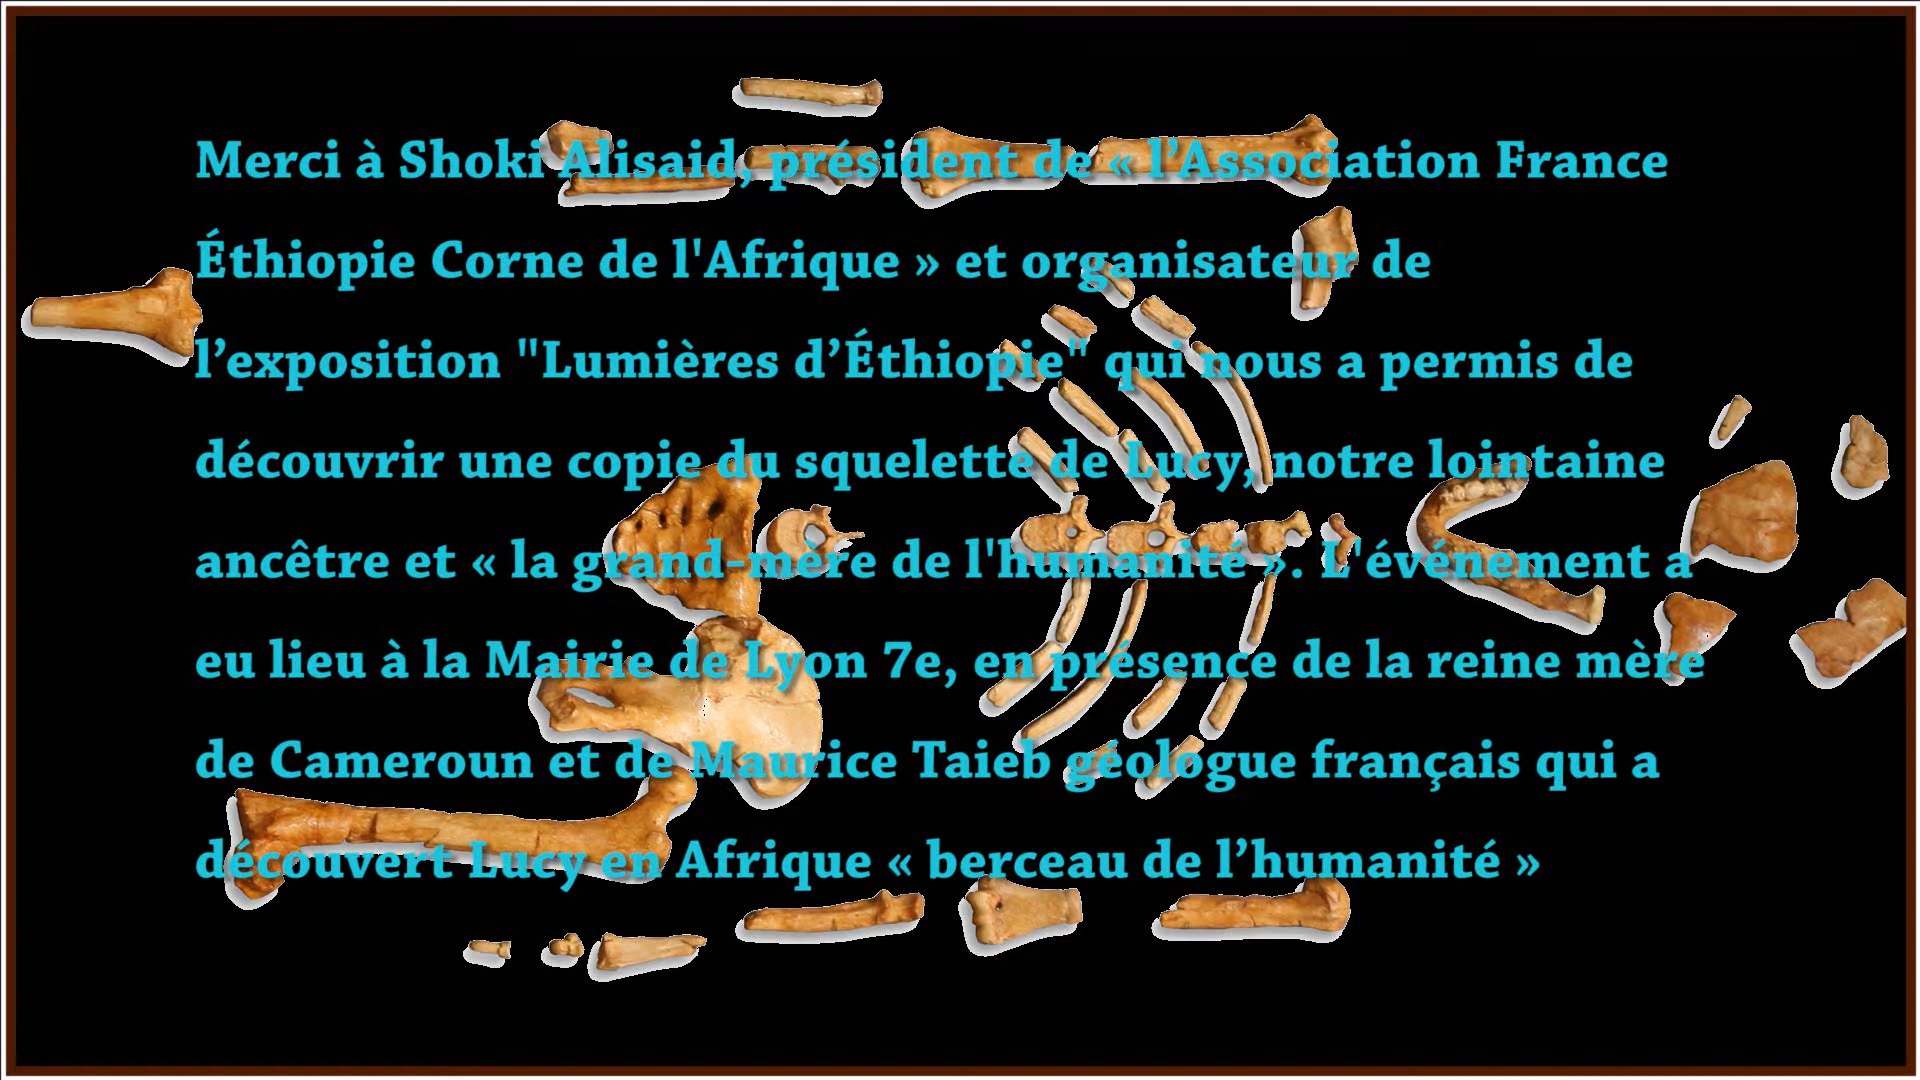 Merci à Shoki Alisaid, président de « l’Association France
Éthiopie Corne de l'Afrique » et organisateur de
l’exposition "Lumières d’Éthiopie" qui nous a permis de
découvrir une copie du squelette de Lucy, notre lointaine
ancêtre et « la grand-mère de l'humanité ». L'événement a
eu lieu à la Mairie de Lyon 7e, en présence de la reine mère
de Cameroun et de Maurice Taieb géologue français qui a
découvert Lucy en Afrique « berceau de l’humanité »